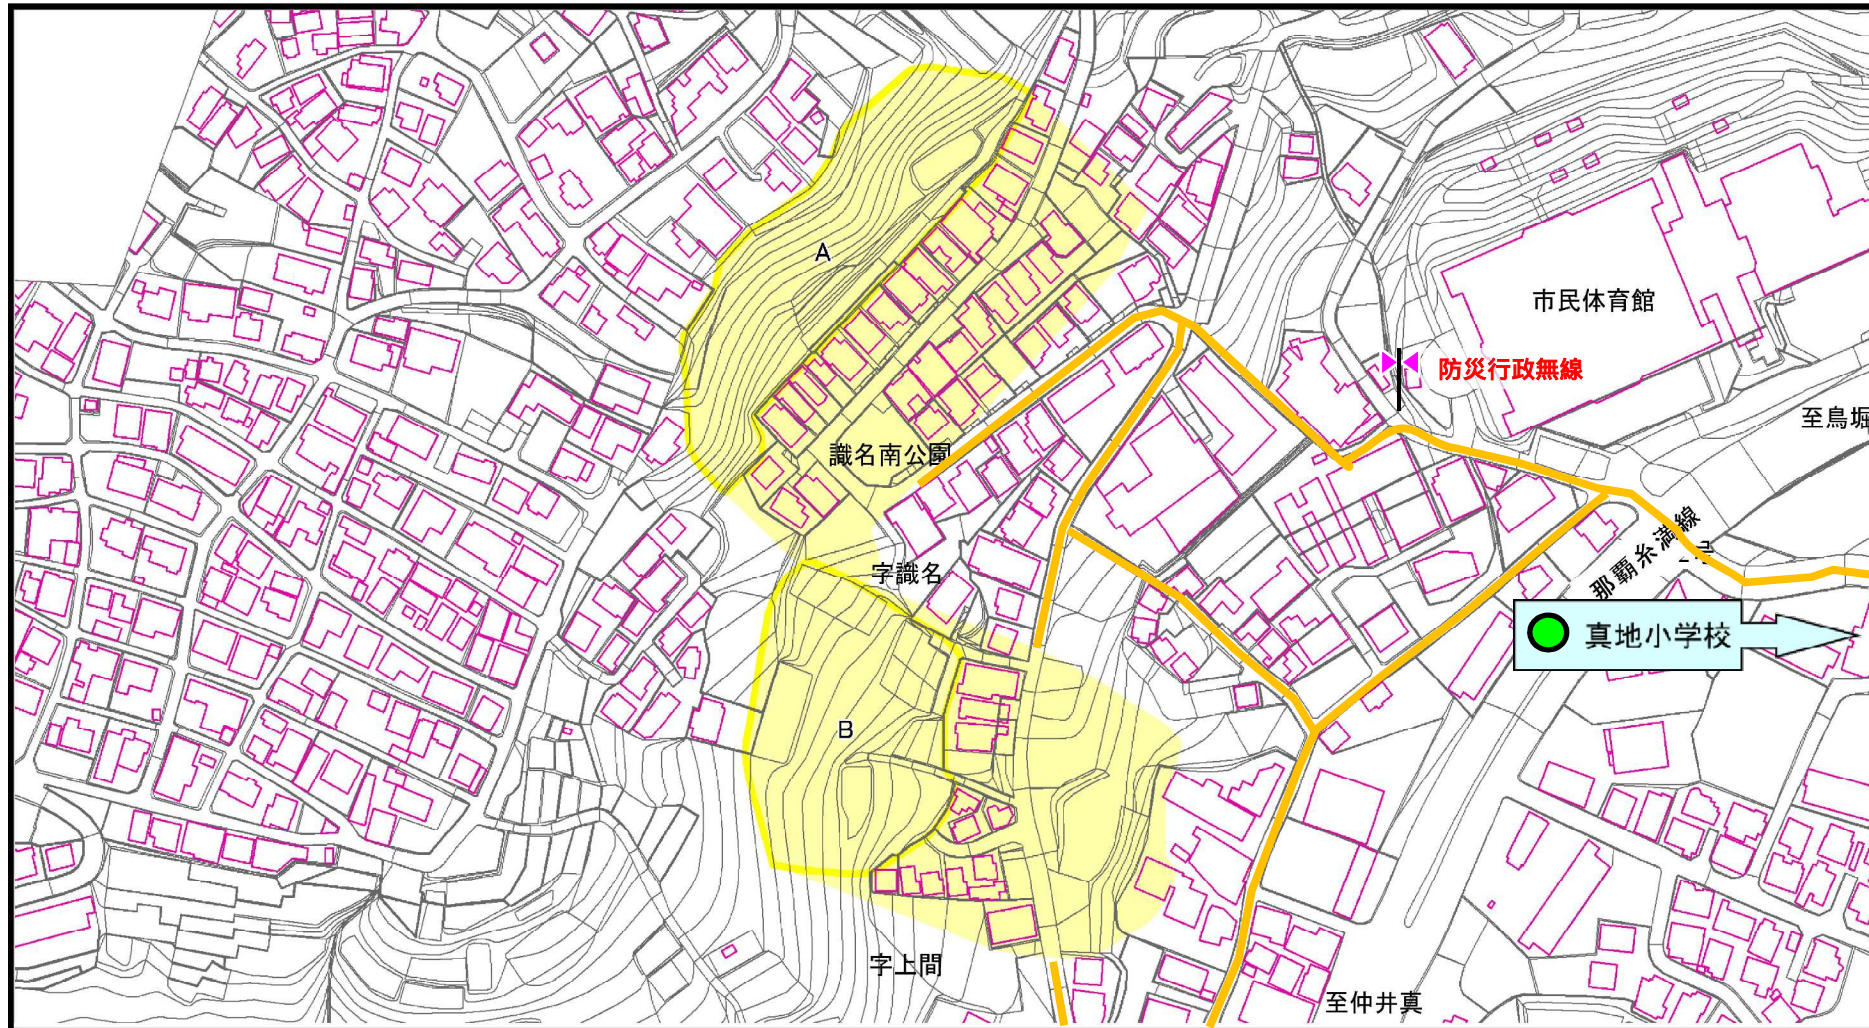 A
市民体育館
防災行政無線
至鳥堀
識名南公園
那覇糸満線
字識名
真地小学校
B
字上間
至仲井真